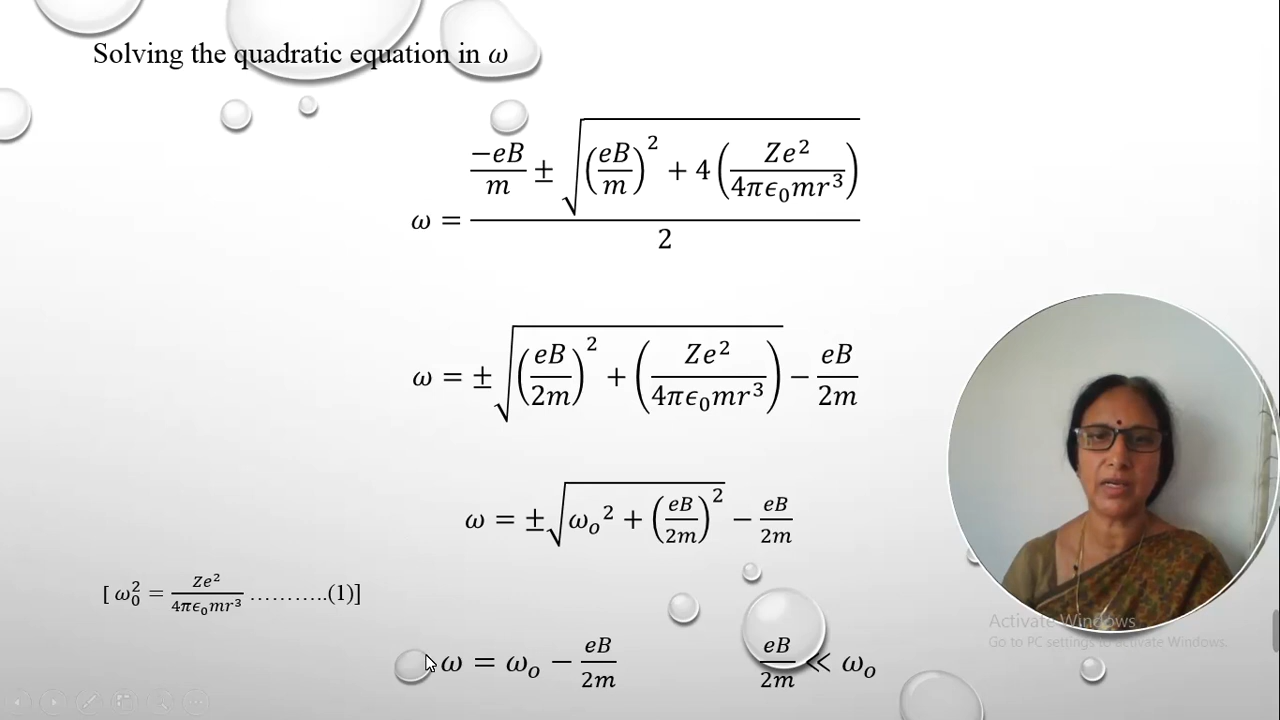 Solving the quadratic equation in ω
ω = (−eB/m ± √((eB/m)² + 4(Ze²/4πϵ₀mr³)))/2
ω = ±√((eB/2m)² + (Ze²/4πϵ₀mr³)) − eB/2m
ω = ±√(ωₒ² + (eB/2m)²) − eB/2m
[ ω₀² = Ze²/4πϵ₀mr³ ………..(1)]
ω = ωₒ − eB/2m eB/2m ≪ ωₒ
Activate Windows
Go to PC settings to activate Windows.